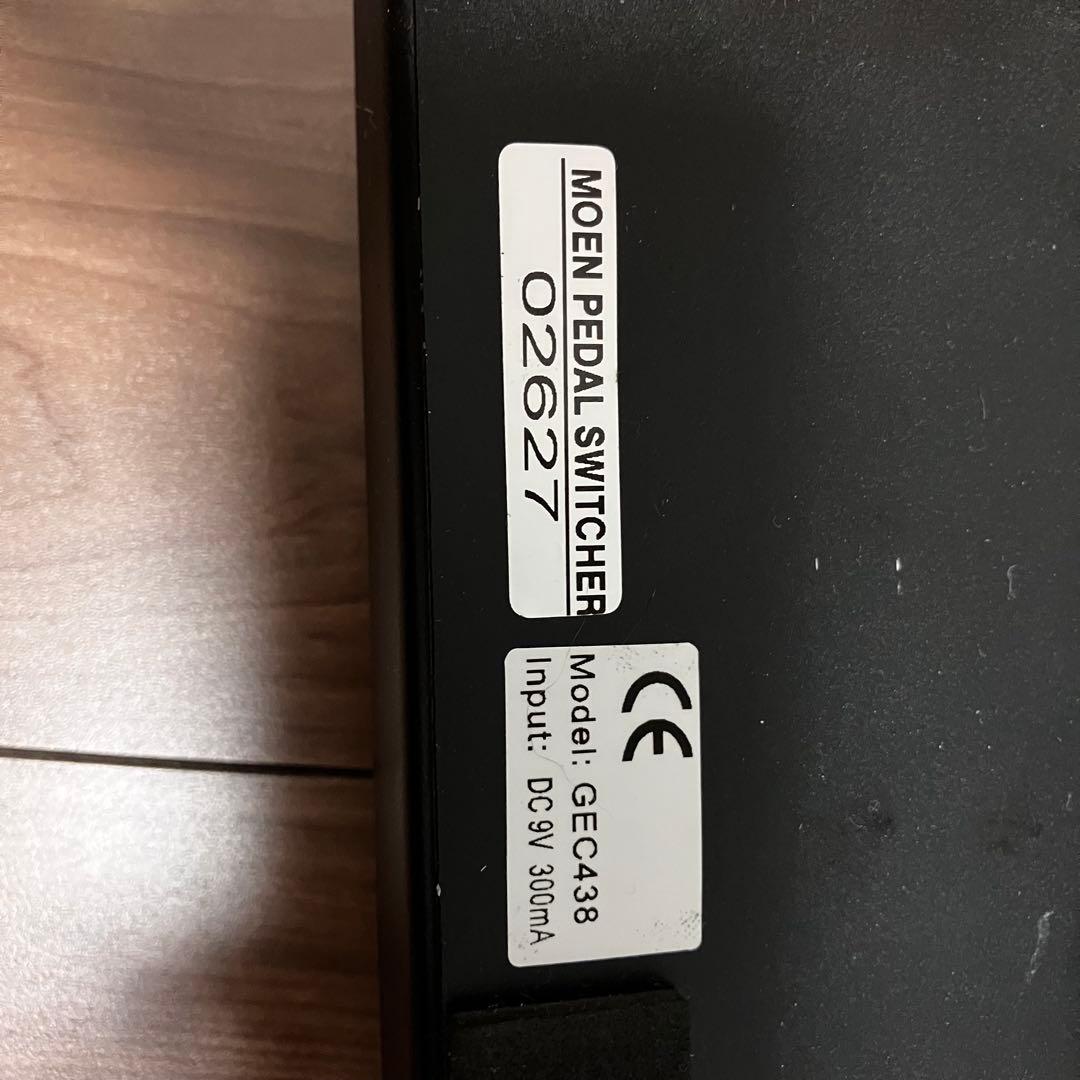 MOEN PEDAL SWITCHER
02627
CE
Model: GEC438
Input: DC 9V 300mA